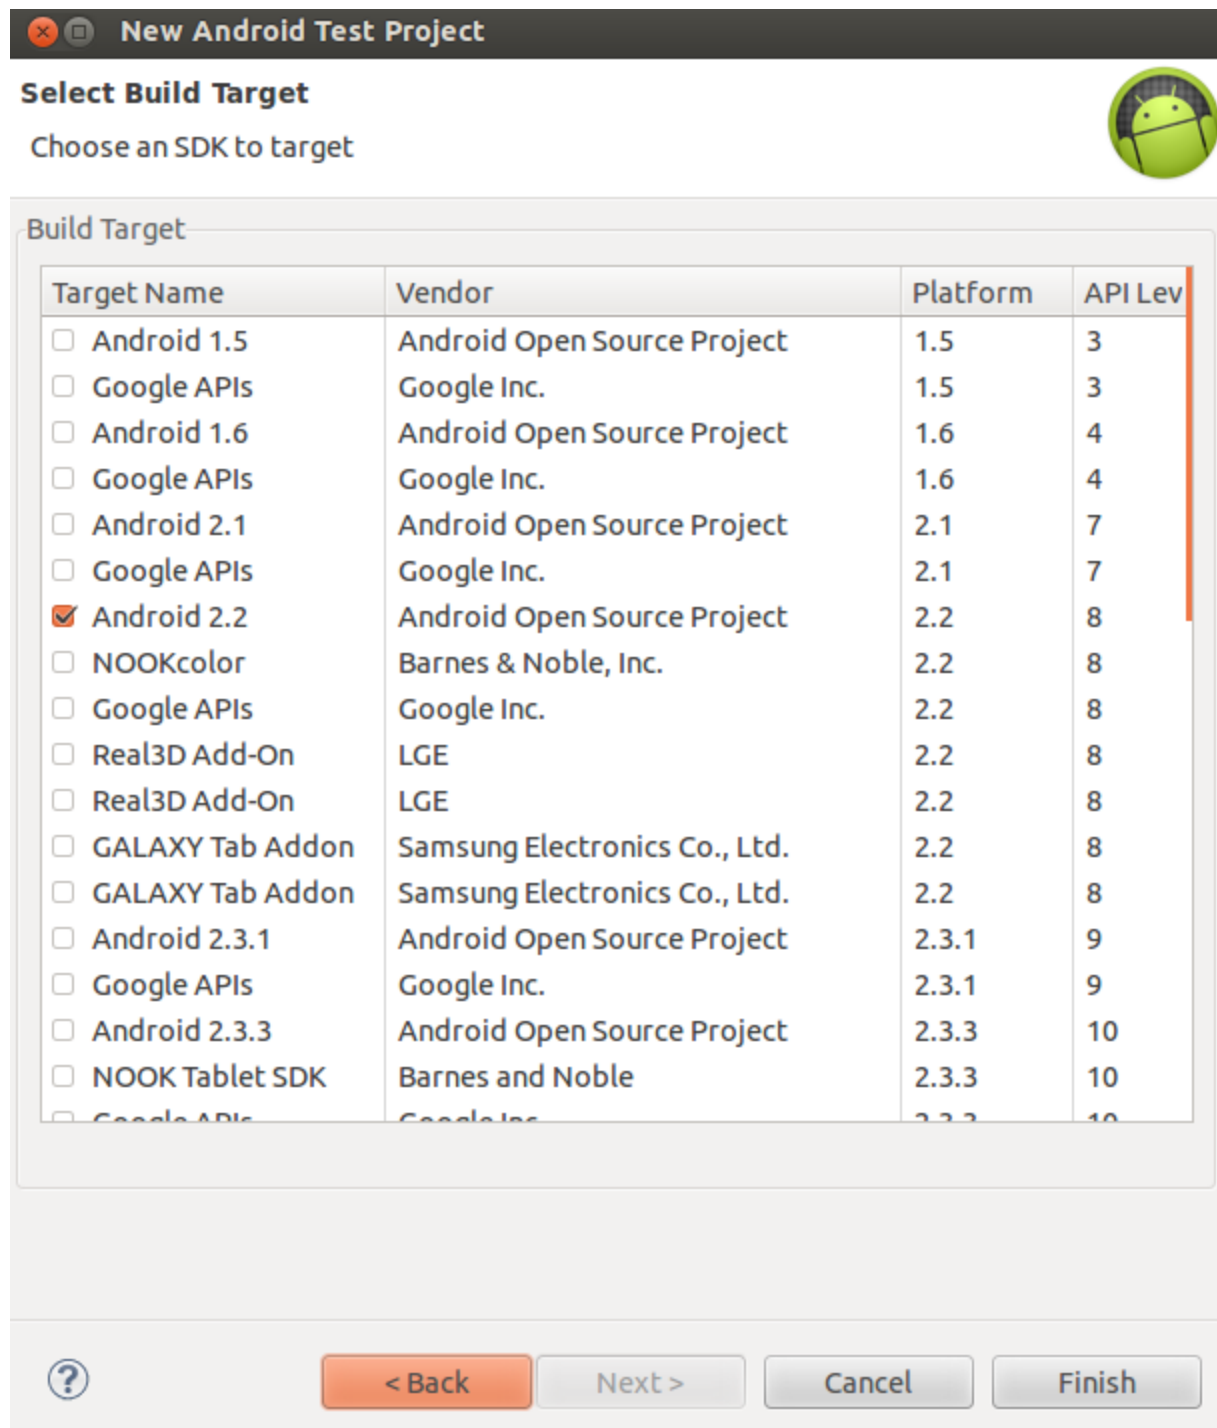 New Android Test Project
Select Build Target
Choose an SDK to target
Build Target
Target Name Vendor Platform API Lev
Android 1.5 Android Open Source Project 1.5 3
Google APIs Google Inc. 1.5 3
Android 1.6 Android Open Source Project 1.6 4
Google APIs Google Inc. 1.6 4
Android 2.1 Android Open Source Project 2.1 7
Google APIs Google Inc. 2.1 7
Android 2.2 Android Open Source Project 2.2 8
NOOKcolor Barnes & Noble, Inc. 2.2 8
Google APIs Google Inc. 2.2 8
Real3D Add-On LGE 2.2 8
Real3D Add-On LGE 2.2 8
GALAXY Tab Addon Samsung Electronics Co., Ltd. 2.2 8
GALAXY Tab Addon Samsung Electronics Co., Ltd. 2.2 8
Android 2.3.1 Android Open Source Project 2.3.1 9
Google APIs Google Inc. 2.3.1 9
Android 2.3.3 Android Open Source Project 2.3.3 10
NOOK Tablet SDK Barnes and Noble 2.3.3 10
Google APIs Google Inc. 2.3.3 10
? < Back Next > Cancel Finish